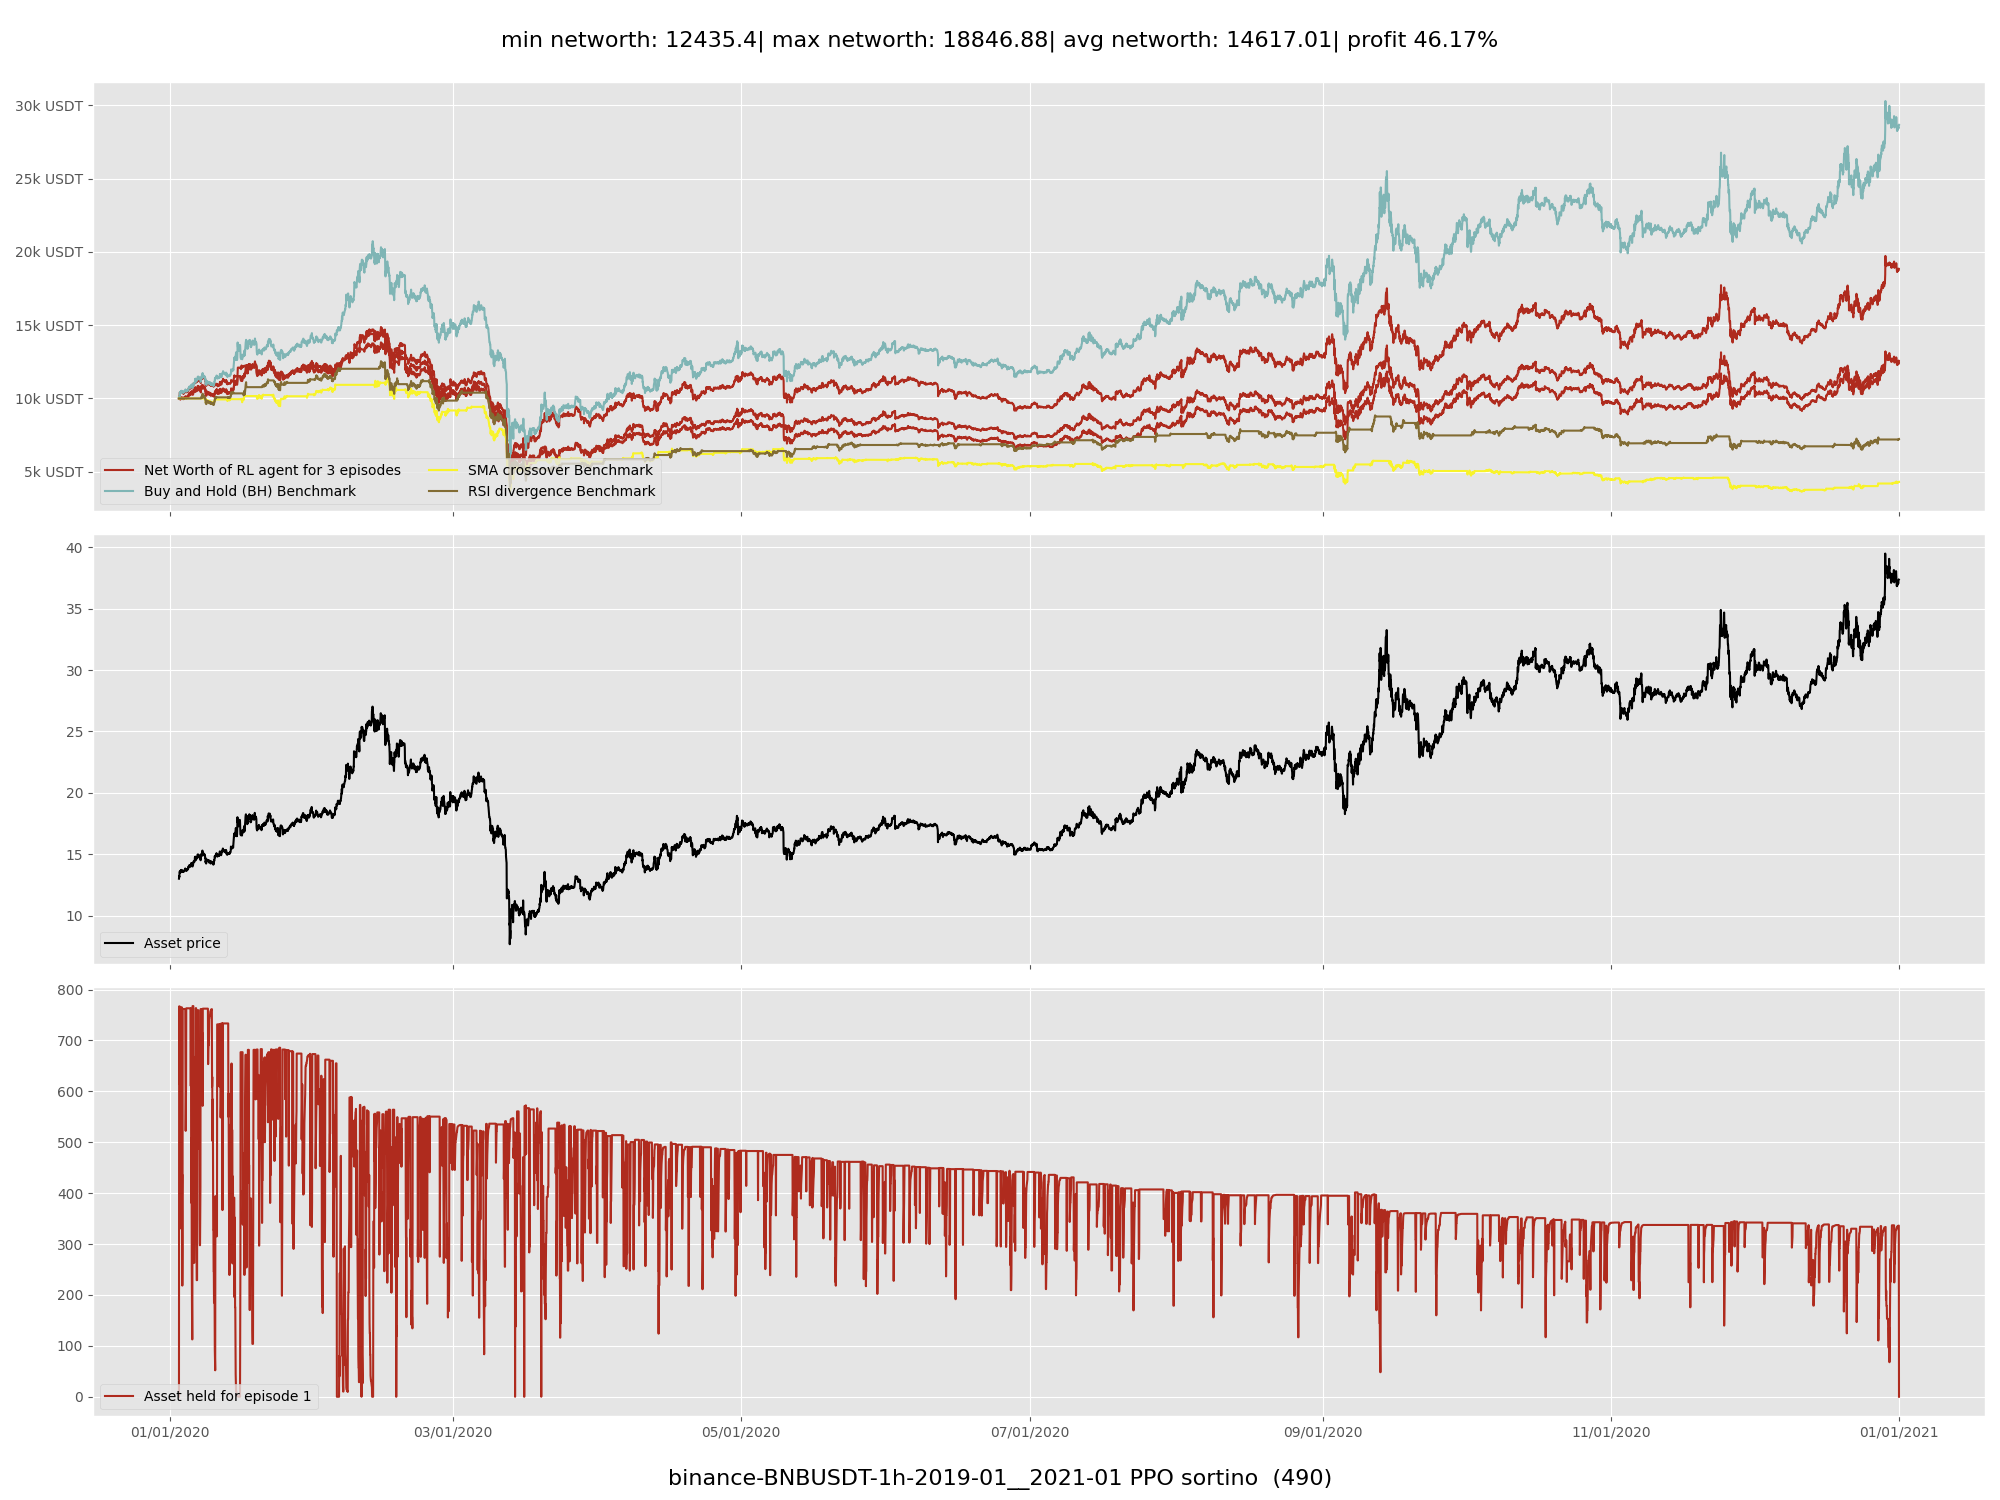 min networth: 12435.4| max networth: 18846.88| avg networth: 14617.01| profit 46.17%
30k USDT
25k USDT
20k USDT
15k USDT
10k USDT
5k USDT
Net Worth of RL agent for 3 episodes
Buy and Hold (BH) Benchmark
SMA crossover Benchmark
RSI divergence Benchmark
40
35
30
25
20
15
10
Asset price
800
700
600
500
400
300
200
100
0
Asset held for episode 1
01/01/2020 03/01/2020 05/01/2020 07/01/2020 09/01/2020 11/01/2020 01/01/2021
binance-BNBUSDT-1h-2019-01__2021-01 PPO sortino  (490)